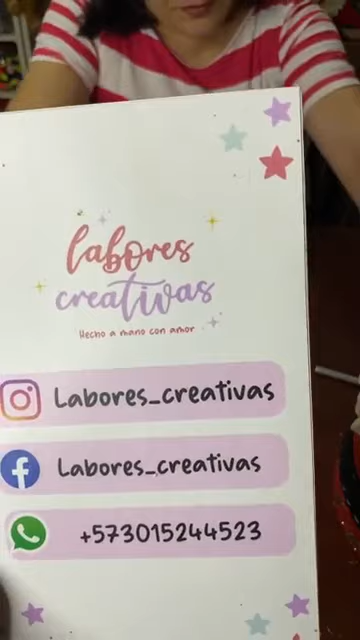 labores
creativas
Hecho a mano con amor
Labores_creativas
Labores_creativas
+573015244523